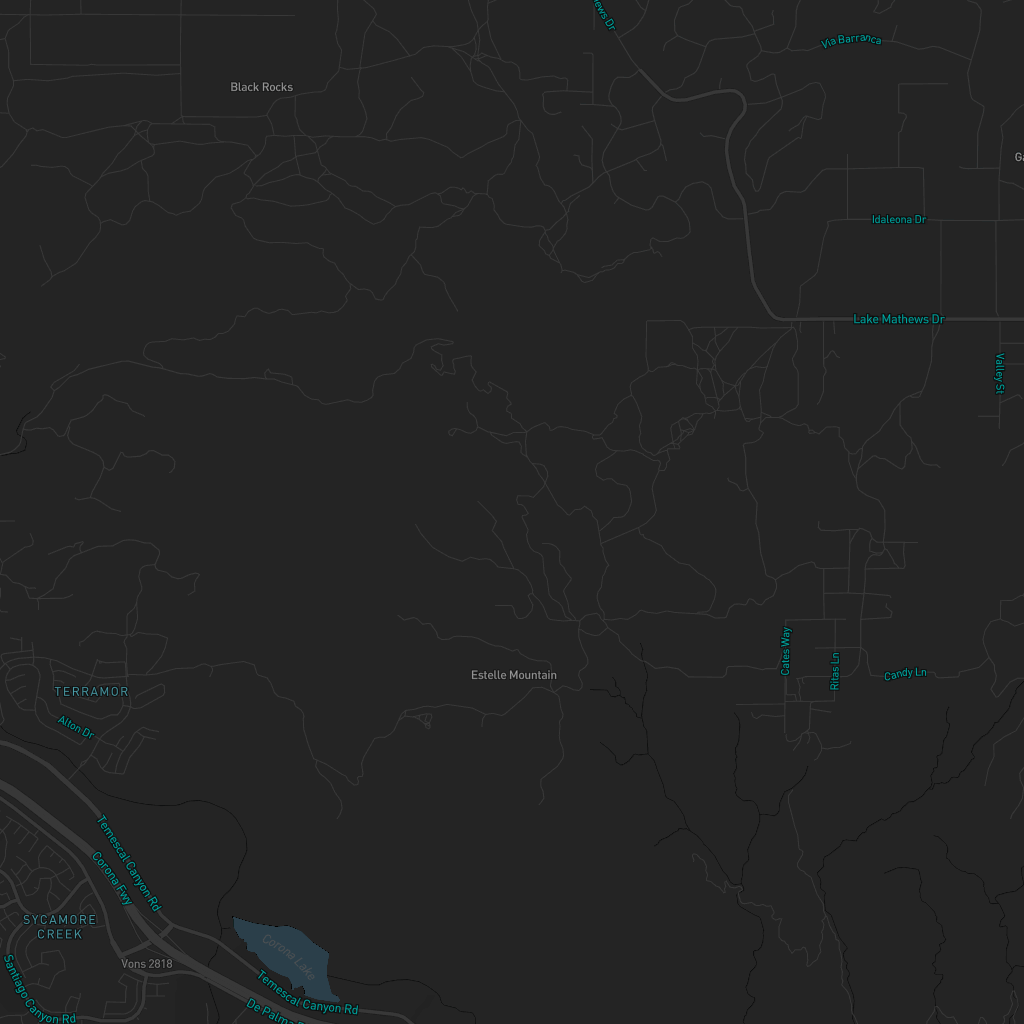 Via Barranca
Black Rocks
Idaleona Dr
Lake Mathews Dr
Valley St
Cates Way
Ritas Ln
Candy Ln
Estelle Mountain
TERRAMOR
Alton Dr
Temescal Canyon Rd
Corona Fwy
SYCAMORE
CREEK
Vons 2818
Corona Lake
Santiago Canyon Rd
Temescal Canyon Rd
De Palma